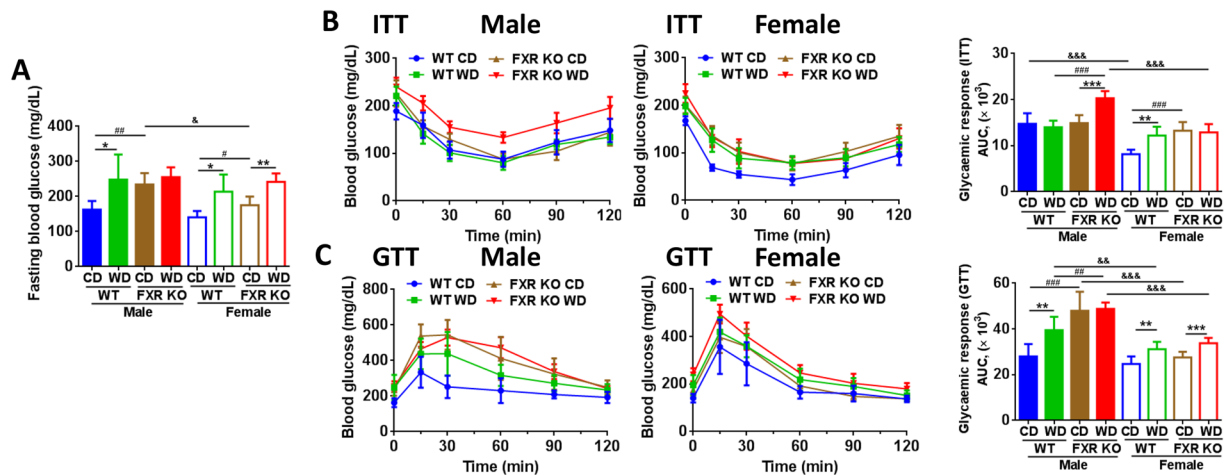 A
Fasting blood glucose (mg/dL)
400
300
200
100
0
##
&
*
#
*
**
CD WD CD WD CD WD CD WD
WT FXR KO WT FXR KO
Male Female
B
ITT Male
Blood glucose (mg/dL)
300
200
100
0
WT CD FXR KO CD
WT WD FXR KO WD
0 30 60 90 120
Time (min)
ITT Female
Blood glucose (mg/dL)
300
200
100
0
WT CD FXR KO CD
WT WD FXR KO WD
0 30 60 90 120
Time (min)
Glycaemic response (ITT)
AUC, (× 10³)
30
20
10
0
&&&
###
&&&
***
###
**
CD WD CD WD CD WD CD WD
WT FXR KO WT FXR KO
Male Female
C
GTT Male
Blood glucose (mg/dL)
800
600
400
200
0
WT CD FXR KO CD
WT WD FXR KO WD
0 30 60 90 120
Time (min)
GTT Female
Blood glucose (mg/dL)
600
400
200
0
WT CD FXR KO CD
WT WD FXR KO WD
0 30 60 90 120
Time (min)
Glycaemic response (GTT)
AUC, (× 10³)
60
40
20
0
&&
##
###
&&&
&&&
**
**
***
CD WD CD WD CD WD CD WD
WT FXR KO WT FXR KO
Male Female